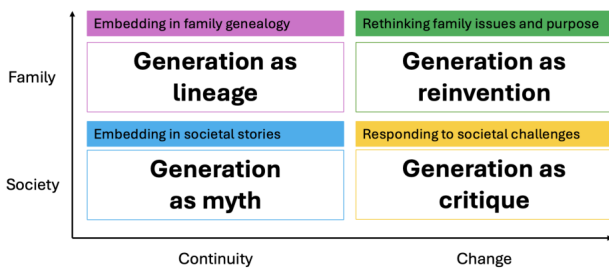 Embedding in family genealogy
Rethinking family issues and purpose
Family
Generation as
lineage
Generation as
reinvention
Embedding in societal stories
Responding to societal challenges
Society
Generation
as myth
Generation as
critique
Continuity
Change